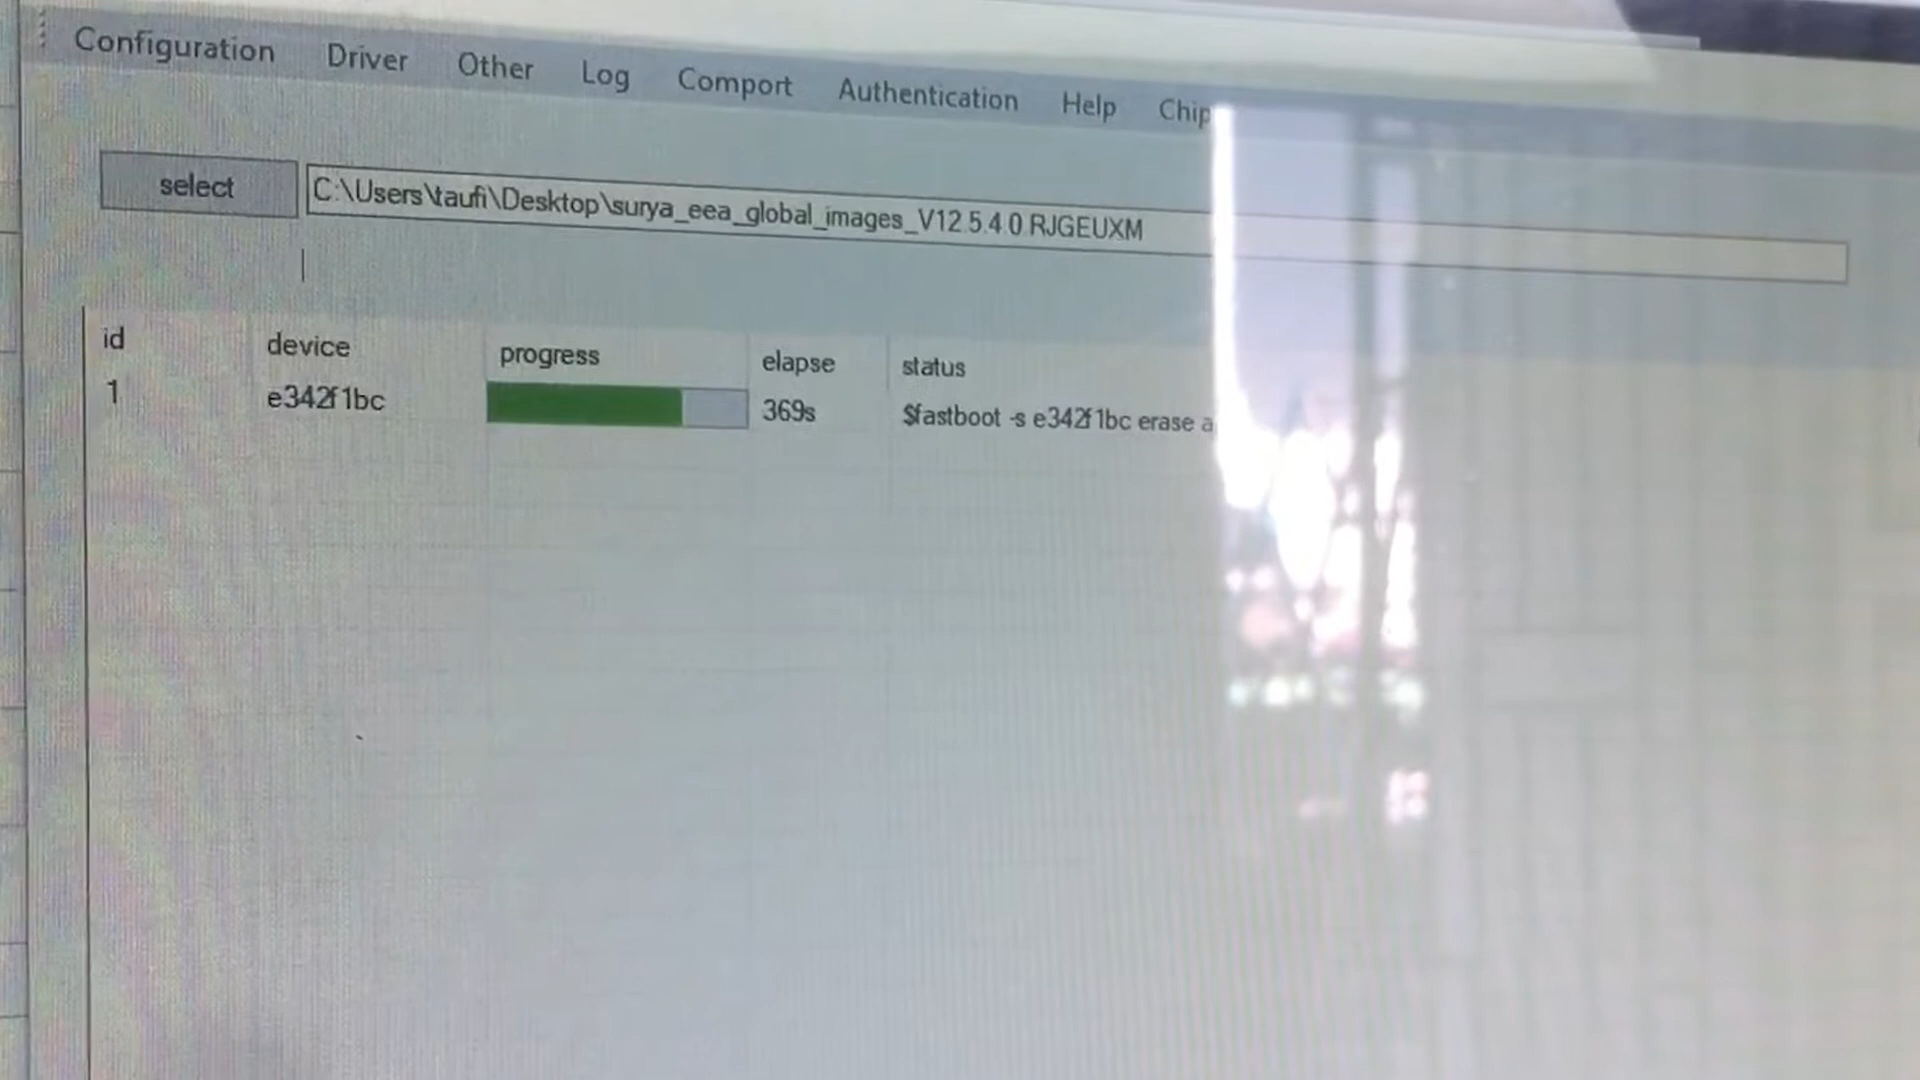 Configuration Driver Other Log Comport Authentication Help Chip
select C:\Users\taufi\Desktop\surya_eea_global_images_V12.5.4.0.RJGEUXM
id device progress elapse status
1 e342f1bc 369s $fastboot -s e342f1bc erase